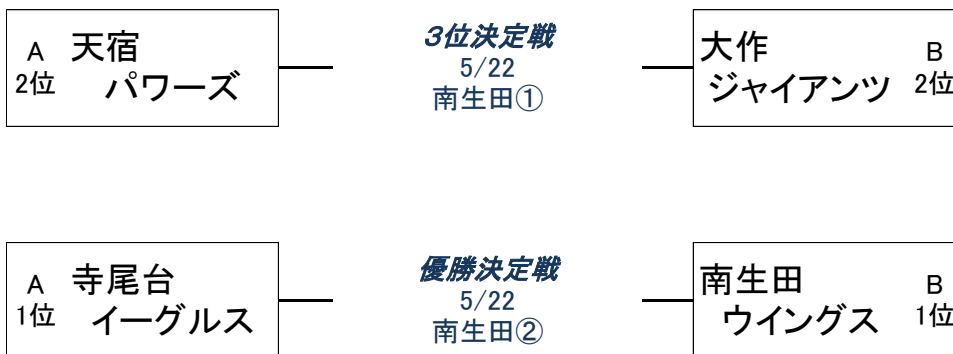 A 天宿
2位 パワーズ
3位決定戦
5/22
南生田①
大作 B
ジャイアンツ 2位
A 寺尾台
1位 イーグルス
優勝決定戦
5/22
南生田②
南生田 B
ウイングス 1位